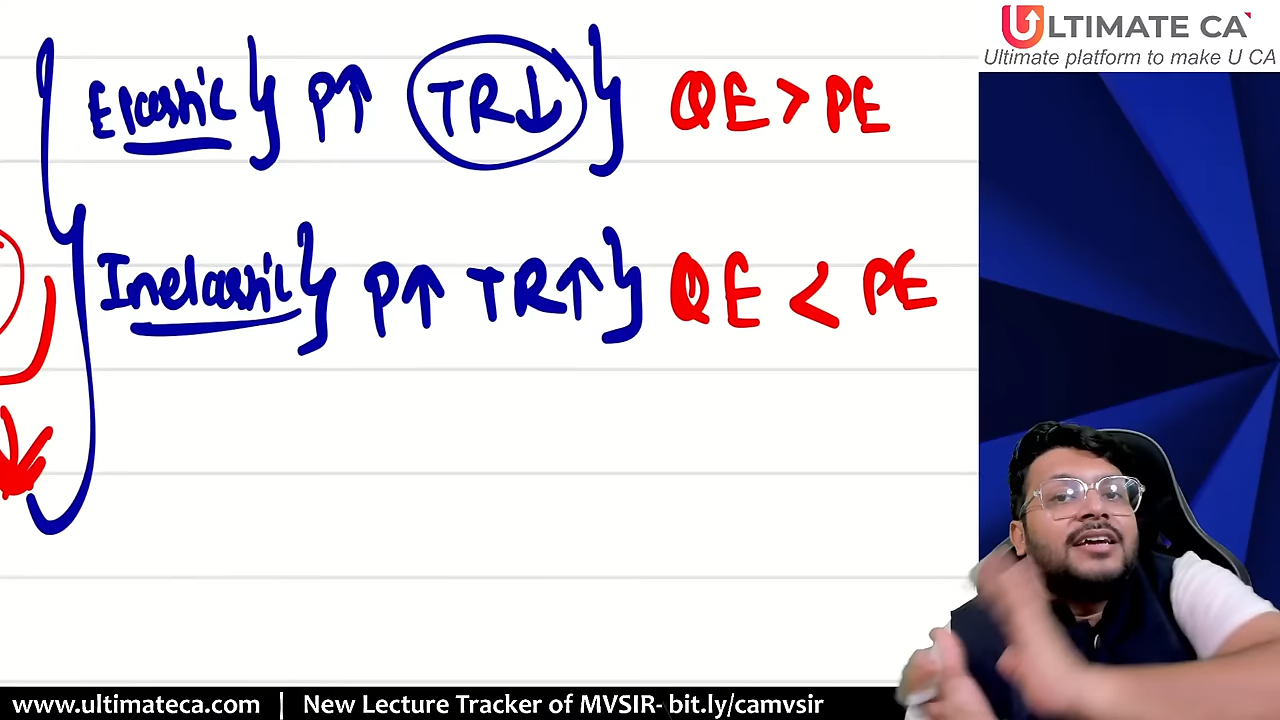 ULTIMATE CA
Ultimate platform to make U CA
Elastic } P↑ TR↓ } QE > PE
Inelastic } P↑ TR↑ } QE < PE
www.ultimateca.com | New Lecture Tracker of MVSIR- bit.ly/camvsir